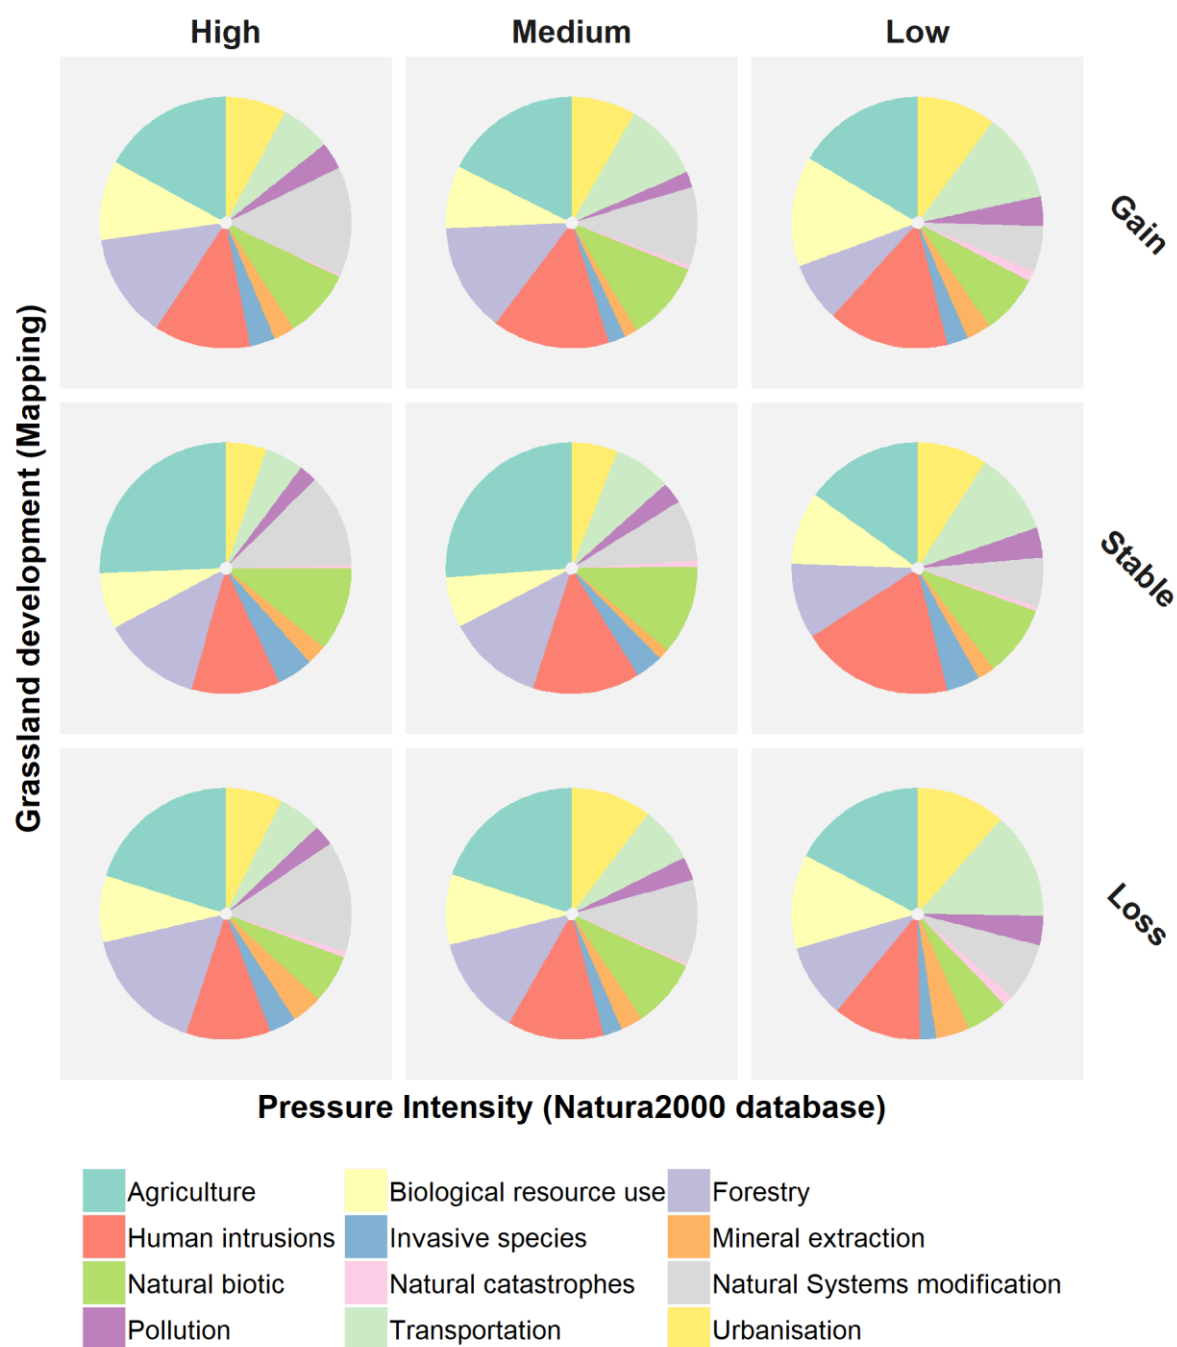 High Medium Low
Gain
Stable
Loss
Grassland development (Mapping)
Pressure Intensity (Natura2000 database)
Agriculture Biological resource use Forestry
Human intrusions Invasive species Mineral extraction
Natural biotic Natural catastrophes Natural Systems modification
Pollution Transportation Urbanisation